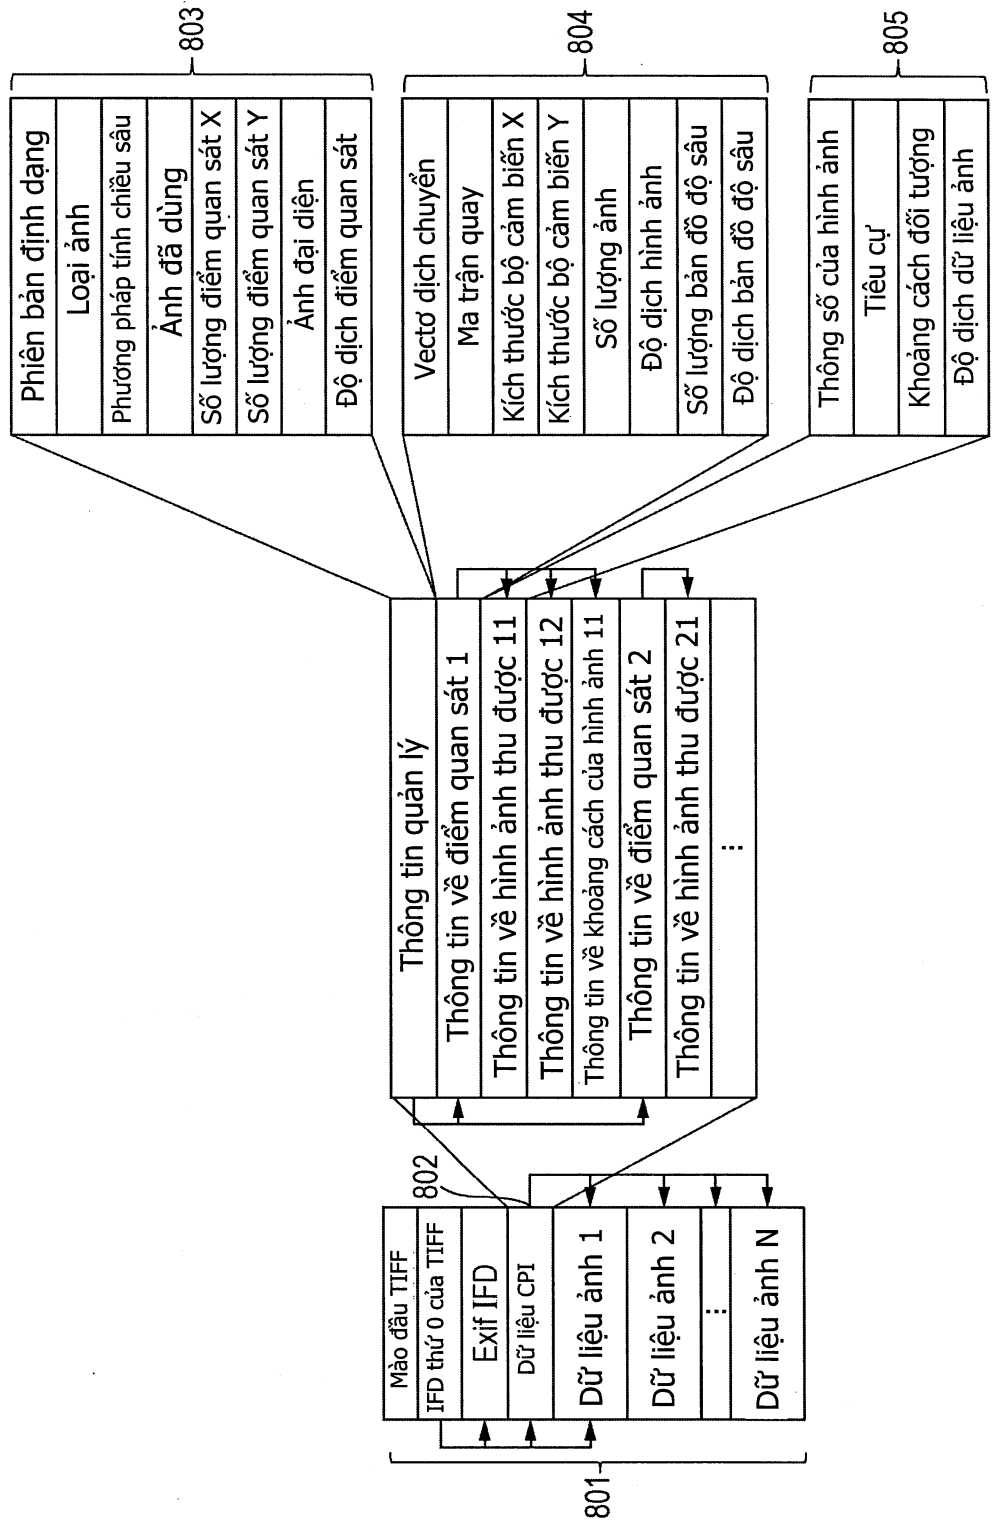 801
Mào đầu TIFF
IFD thứ 0 của TIFF
Exif IFD
Dữ liệu CPI
Dữ liệu ảnh 1
Dữ liệu ảnh 2
...
Dữ liệu ảnh N
802
Thông tin quản lý
Thông tin về điểm quan sát 1
Thông tin về hình ảnh thu được 11
Thông tin về hình ảnh thu được 12
Thông tin về khoảng cách của hình ảnh 11
Thông tin về điểm quan sát 2
Thông tin về hình ảnh thu được 21
...
Phiên bản định dạng
Loại ảnh
Phương pháp tính chiều sâu
Ảnh đã dùng
Số lượng điểm quan sát X
Số lượng điểm quan sát Y
Ảnh đại diện
Độ dịch điểm quan sát
803
Vectơ dịch chuyển
Ma trận quay
Kích thước bộ cảm biến X
Kích thước bộ cảm biến Y
Số lượng ảnh
Độ dịch hình ảnh
Số lượng bản đồ độ sâu
Độ dịch bản đồ độ sâu
804
Thông số của hình ảnh
Tiêu cự
Khoảng cách đối tượng
Độ dịch dữ liệu ảnh
805